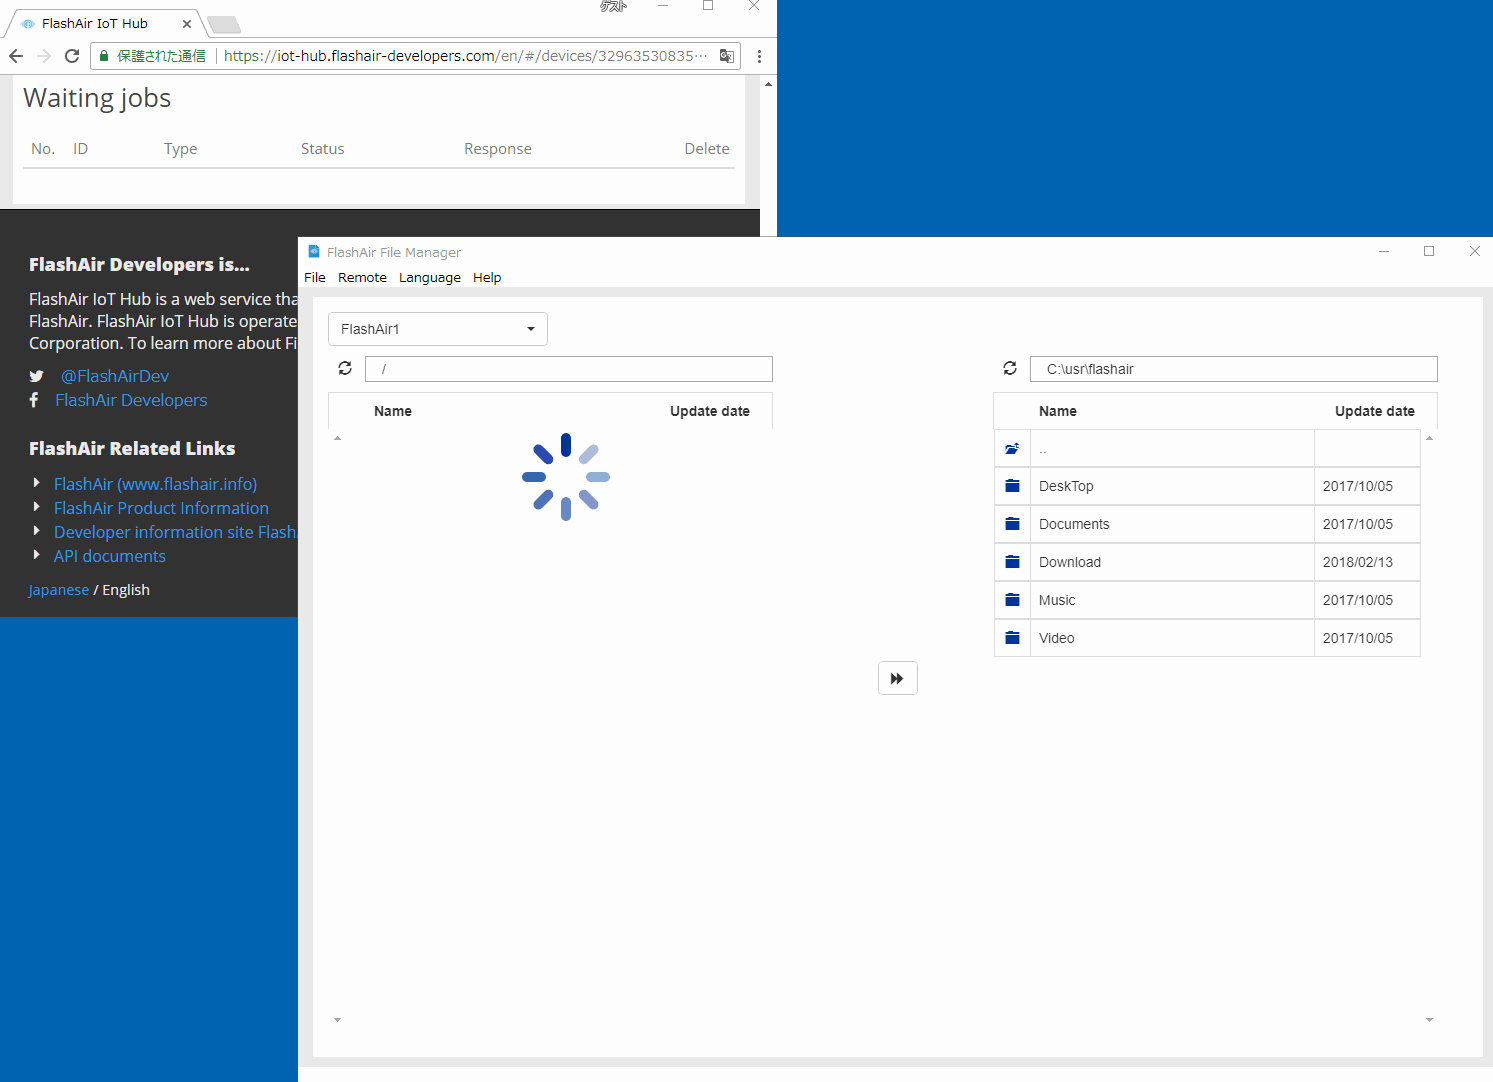 ゲスト
FlashAir IoT Hub
保護された通信
https://iot-hub.flashair-developers.com/en/#/devices/32963530835…
Waiting jobs
No. ID Type Status Response Delete
FlashAir Developers is...
FlashAir IoT Hub is a web service tha
FlashAir. FlashAir IoT Hub is operate
Corporation. To learn more about Fl
@FlashAirDev
FlashAir Developers
FlashAir Related Links
FlashAir (www.flashair.info)
FlashAir Product Information
Developer information site Flash
API documents
Japanese / English
FlashAir File Manager
File Remote Language Help
FlashAir1
/
Name Update date
C:\usr\flashair
Name Update date
..
DeskTop 2017/10/05
Documents 2017/10/05
Download 2018/02/13
Music 2017/10/05
Video 2017/10/05